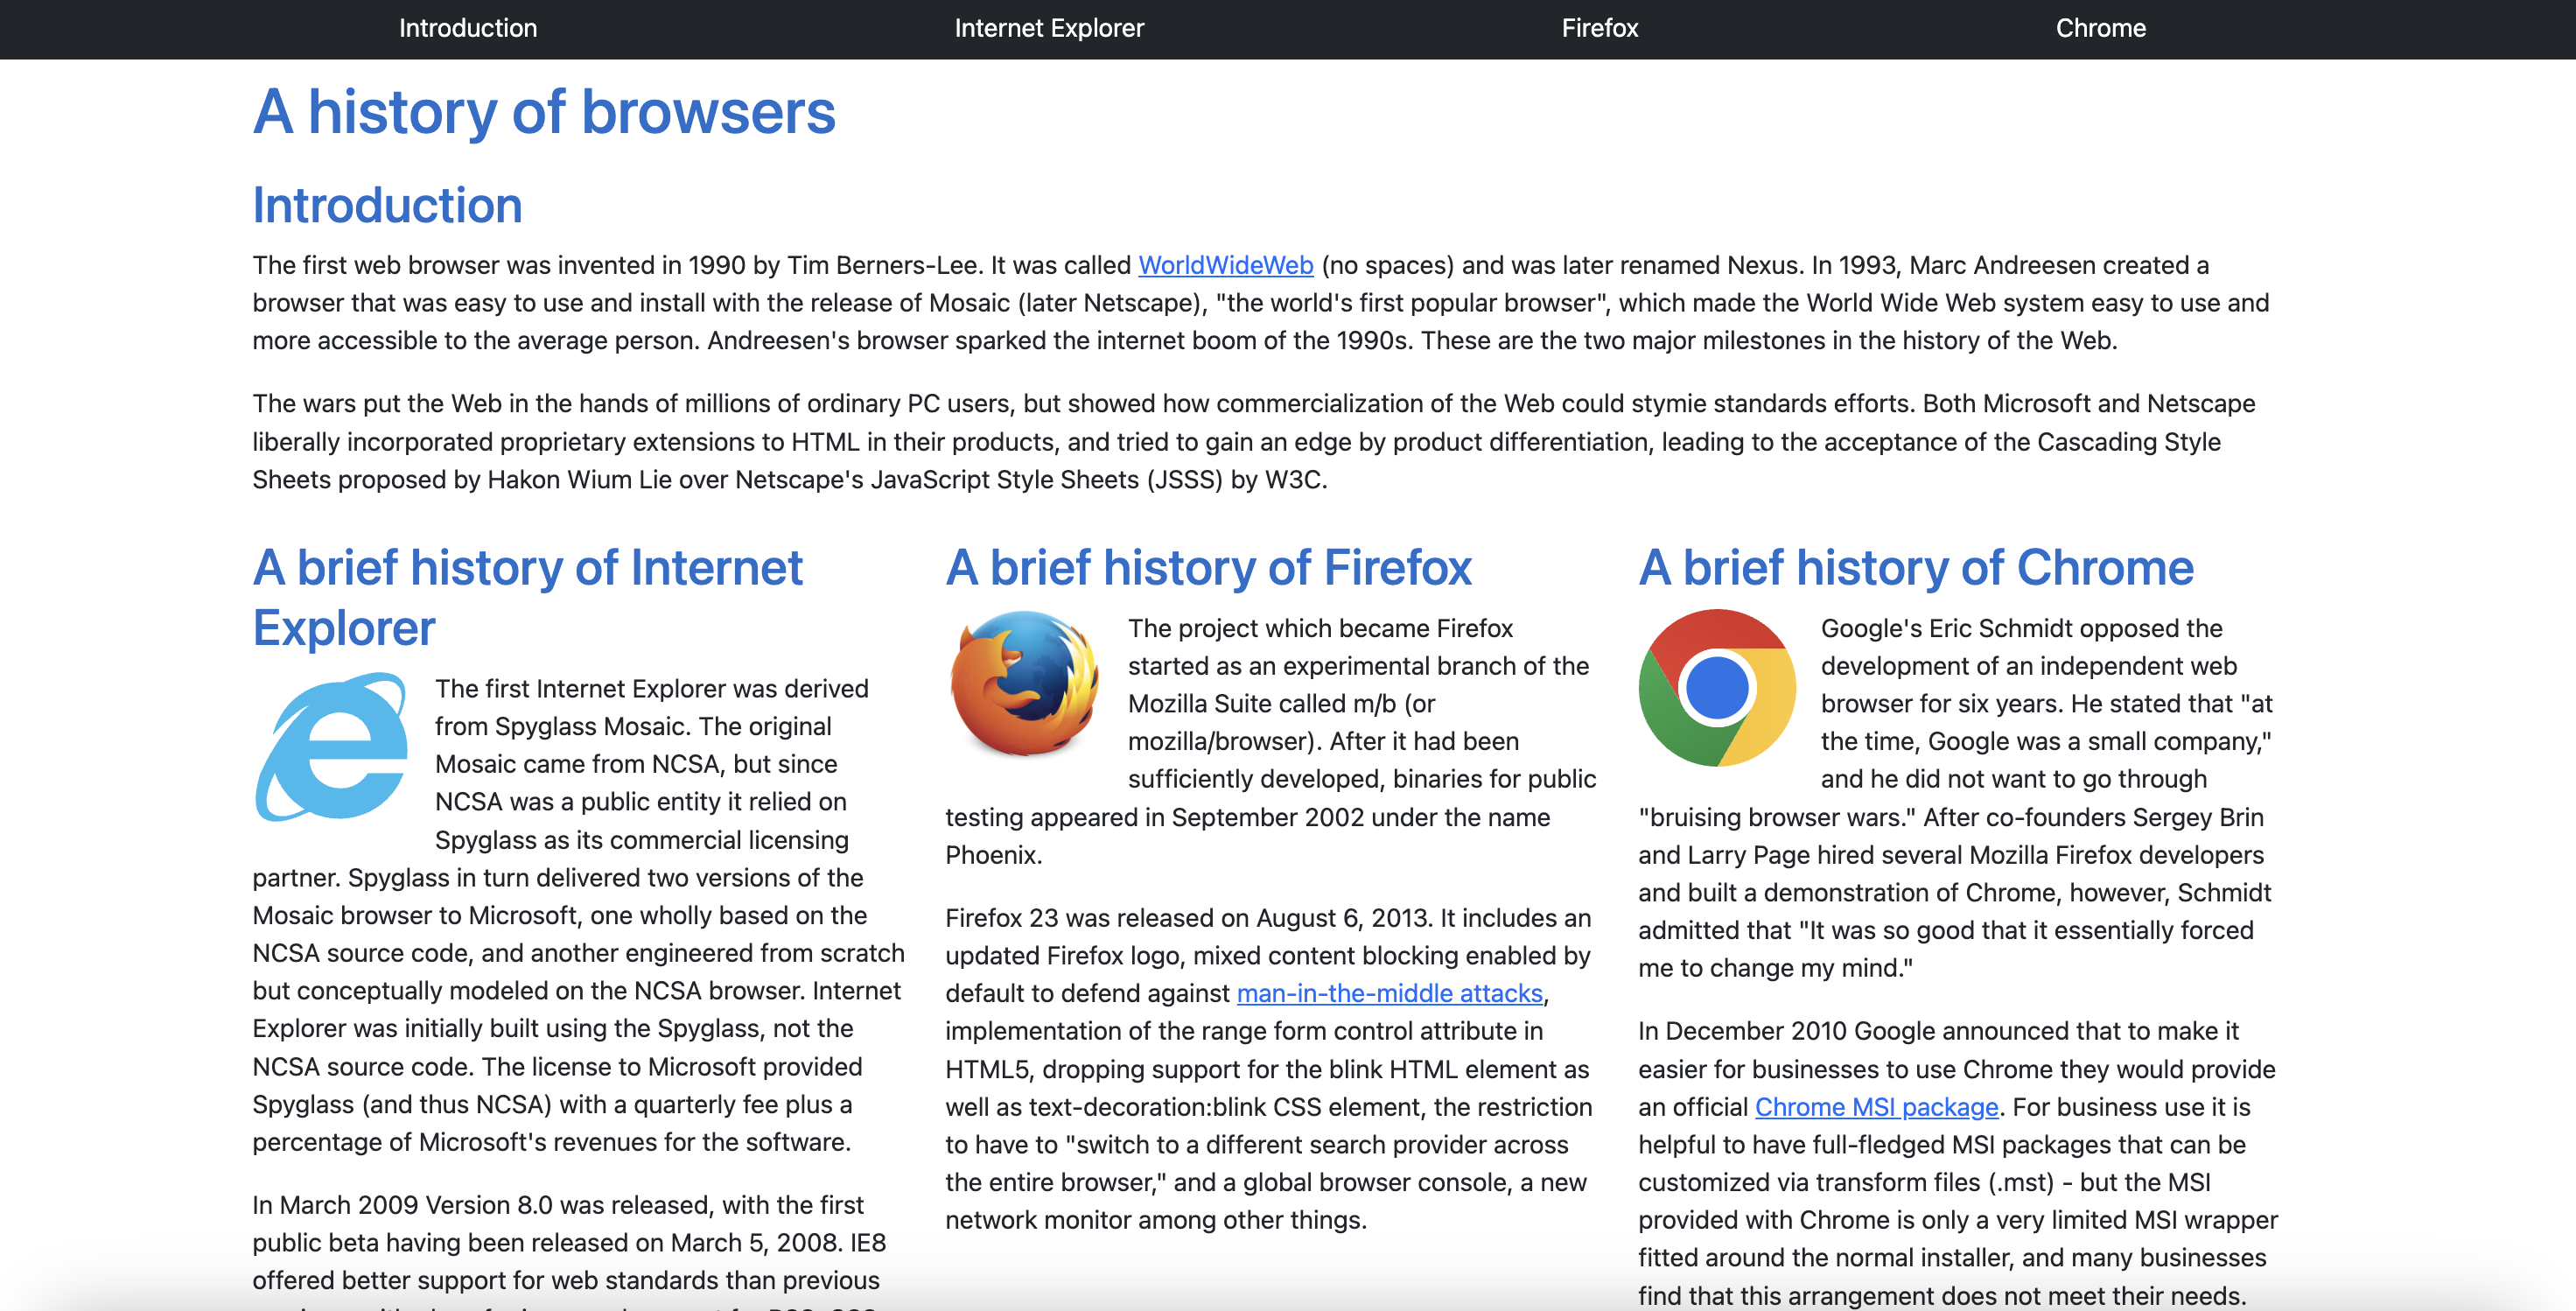 Introduction
Internet Explorer
Firefox
Chrome
A history of browsers
Introduction
The first web browser was invented in 1990 by Tim Berners-Lee. It was called WorldWideWeb (no spaces) and was later renamed Nexus. In 1993, Marc Andreesen created a
browser that was easy to use and install with the release of Mosaic (later Netscape), "the world's first popular browser", which made the World Wide Web system easy to use and
more accessible to the average person. Andreesen's browser sparked the internet boom of the 1990s. These are the two major milestones in the history of the Web.
The wars put the Web in the hands of millions of ordinary PC users, but showed how commercialization of the Web could stymie standards efforts. Both Microsoft and Netscape
liberally incorporated proprietary extensions to HTML in their products, and tried to gain an edge by product differentiation, leading to the acceptance of the Cascading Style
Sheets proposed by Hakon Wium Lie over Netscape's JavaScript Style Sheets (JSSS) by W3C.
A brief history of Internet
Explorer
The first Internet Explorer was derived
from Spyglass Mosaic. The original
Mosaic came from NCSA, but since
NCSA was a public entity it relied on
Spyglass as its commercial licensing
partner. Spyglass in turn delivered two versions of the
Mosaic browser to Microsoft, one wholly based on the
NCSA source code, and another engineered from scratch
but conceptually modeled on the NCSA browser. Internet
Explorer was initially built using the Spyglass, not the
NCSA source code. The license to Microsoft provided
Spyglass (and thus NCSA) with a quarterly fee plus a
percentage of Microsoft's revenues for the software.
In March 2009 Version 8.0 was released, with the first
public beta having been released on March 5, 2008. IE8
offered better support for web standards than previous
A brief history of Firefox
The project which became Firefox
started as an experimental branch of the
Mozilla Suite called m/b (or
mozilla/browser). After it had been
sufficiently developed, binaries for public
testing appeared in September 2002 under the name
Phoenix.
Firefox 23 was released on August 6, 2013. It includes an
updated Firefox logo, mixed content blocking enabled by
default to defend against man-in-the-middle attacks,
implementation of the range form control attribute in
HTML5, dropping support for the blink HTML element as
well as text-decoration:blink CSS element, the restriction
to have to "switch to a different search provider across
the entire browser," and a global browser console, a new
network monitor among other things.
A brief history of Chrome
Google's Eric Schmidt opposed the
development of an independent web
browser for six years. He stated that "at
the time, Google was a small company,"
and he did not want to go through
"bruising browser wars." After co-founders Sergey Brin
and Larry Page hired several Mozilla Firefox developers
and built a demonstration of Chrome, however, Schmidt
admitted that "It was so good that it essentially forced
me to change my mind."
In December 2010 Google announced that to make it
easier for businesses to use Chrome they would provide
an official Chrome MSI package. For business use it is
helpful to have full-fledged MSI packages that can be
customized via transform files (.mst) - but the MSI
provided with Chrome is only a very limited MSI wrapper
fitted around the normal installer, and many businesses
find that this arrangement does not meet their needs.